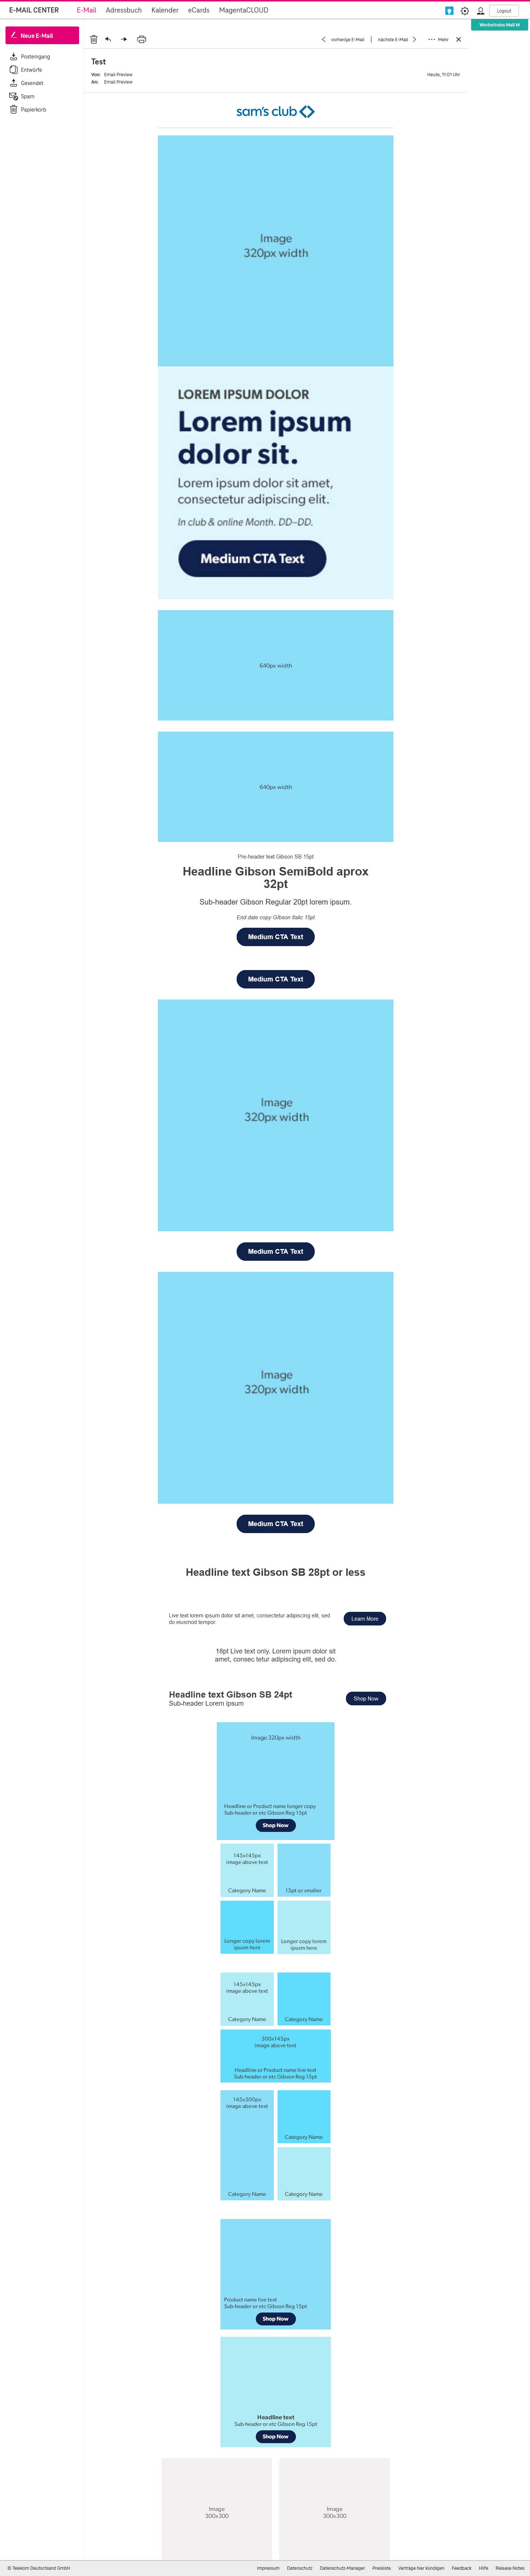 E-MAIL CENTER
E-Mail
Adressbuch
Kalender
eCards
MagentaCLOUD
Logout
Werbefreies Mail M
Neue E-Mail
Posteingang
Entwürfe
Gesendet
Spam
Papierkorb
vorherige E-Mail
nächste E-Mail
Mehr
Test
Von: Email Preview
Heute, 11:01 Uhr
An: Email Preview
sam's club
Image
320px width
LOREM IPSUM DOLOR
Lorem ipsum
dolor sit.
Lorem ipsum dolor sit amet,
consectetur adipiscing elit.
In club & online Month. DD–DD.
Medium CTA Text
640px width
640px width
Pre-header text Gibson SB 15pt
Headline Gibson SemiBold aprox
32pt
Sub-header Gibson Regular 20pt lorem ipsum.
End date copy Gibson Italic 15pt
Medium CTA Text
Medium CTA Text
Image
320px width
Medium CTA Text
Image
320px width
Medium CTA Text
Headline text Gibson SB 28pt or less
Live text lorem ipsum dolor sit amet, consectetur adipiscing elit, sed
do eiusmod tempor.
Learn More
18pt Live text only. Lorem ipsum dolor sit
amet, consec tetur adipiscing elit, sed do.
Headline text Gibson SB 24pt
Sub-header Lorem ipsum
Shop Now
Image 320px width
Headline or Product name longer copy
Sub-header or etc Gibson Reg 15pt
Shop Now
145x145px
image above text
Category Name
15pt or smaller
Longer copy lorem
ipusm here
Longer copy lorem
ipusm here
145x145px
image above text
Category Name
Category Name
300x145px
image above text
Headline or Product name live text
Sub-header or etc Gibson Reg 15pt
145x300px
image above text
Category Name
Category Name
Category Name
Product name live text
Sub-header or etc Gibson Reg 15pt
Shop Now
Headline text
Sub-header or etc Gibson Reg 15pt
Shop Now
Image
300x300
Image
300x300
© Telekom Deutschland GmbH
Impressum
Datenschutz
Datenschutz-Manager
Preisliste
Verträge hier kündigen
Feedback
Hilfe
Release Notes